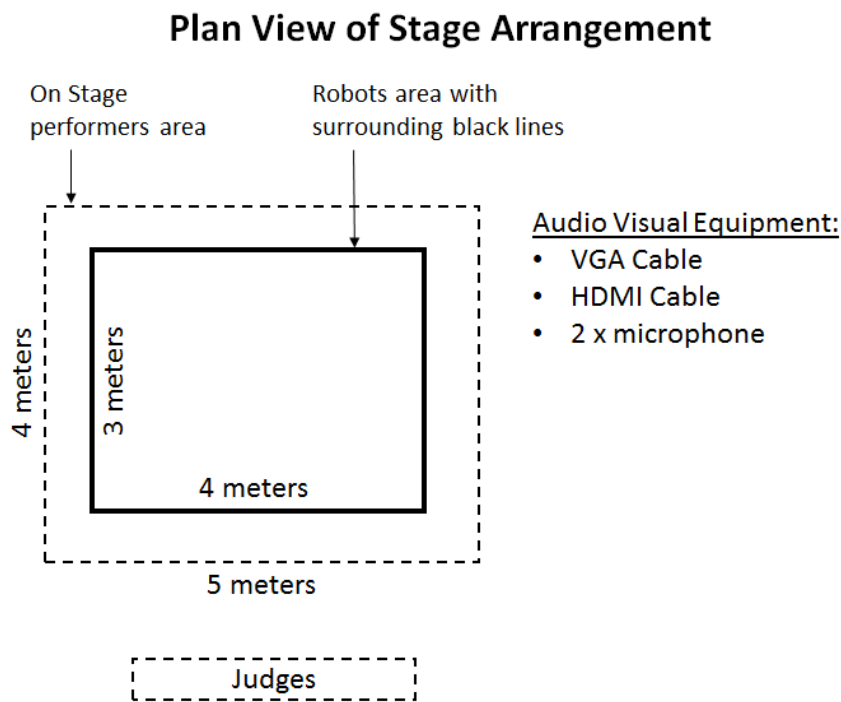 Plan View of Stage Arrangement
On Stage
performers area
Robots area with
surrounding black lines
Audio Visual Equipment:
• VGA Cable
• HDMI Cable
• 2 x microphone
4 meters
3 meters
4 meters
5 meters
Judges